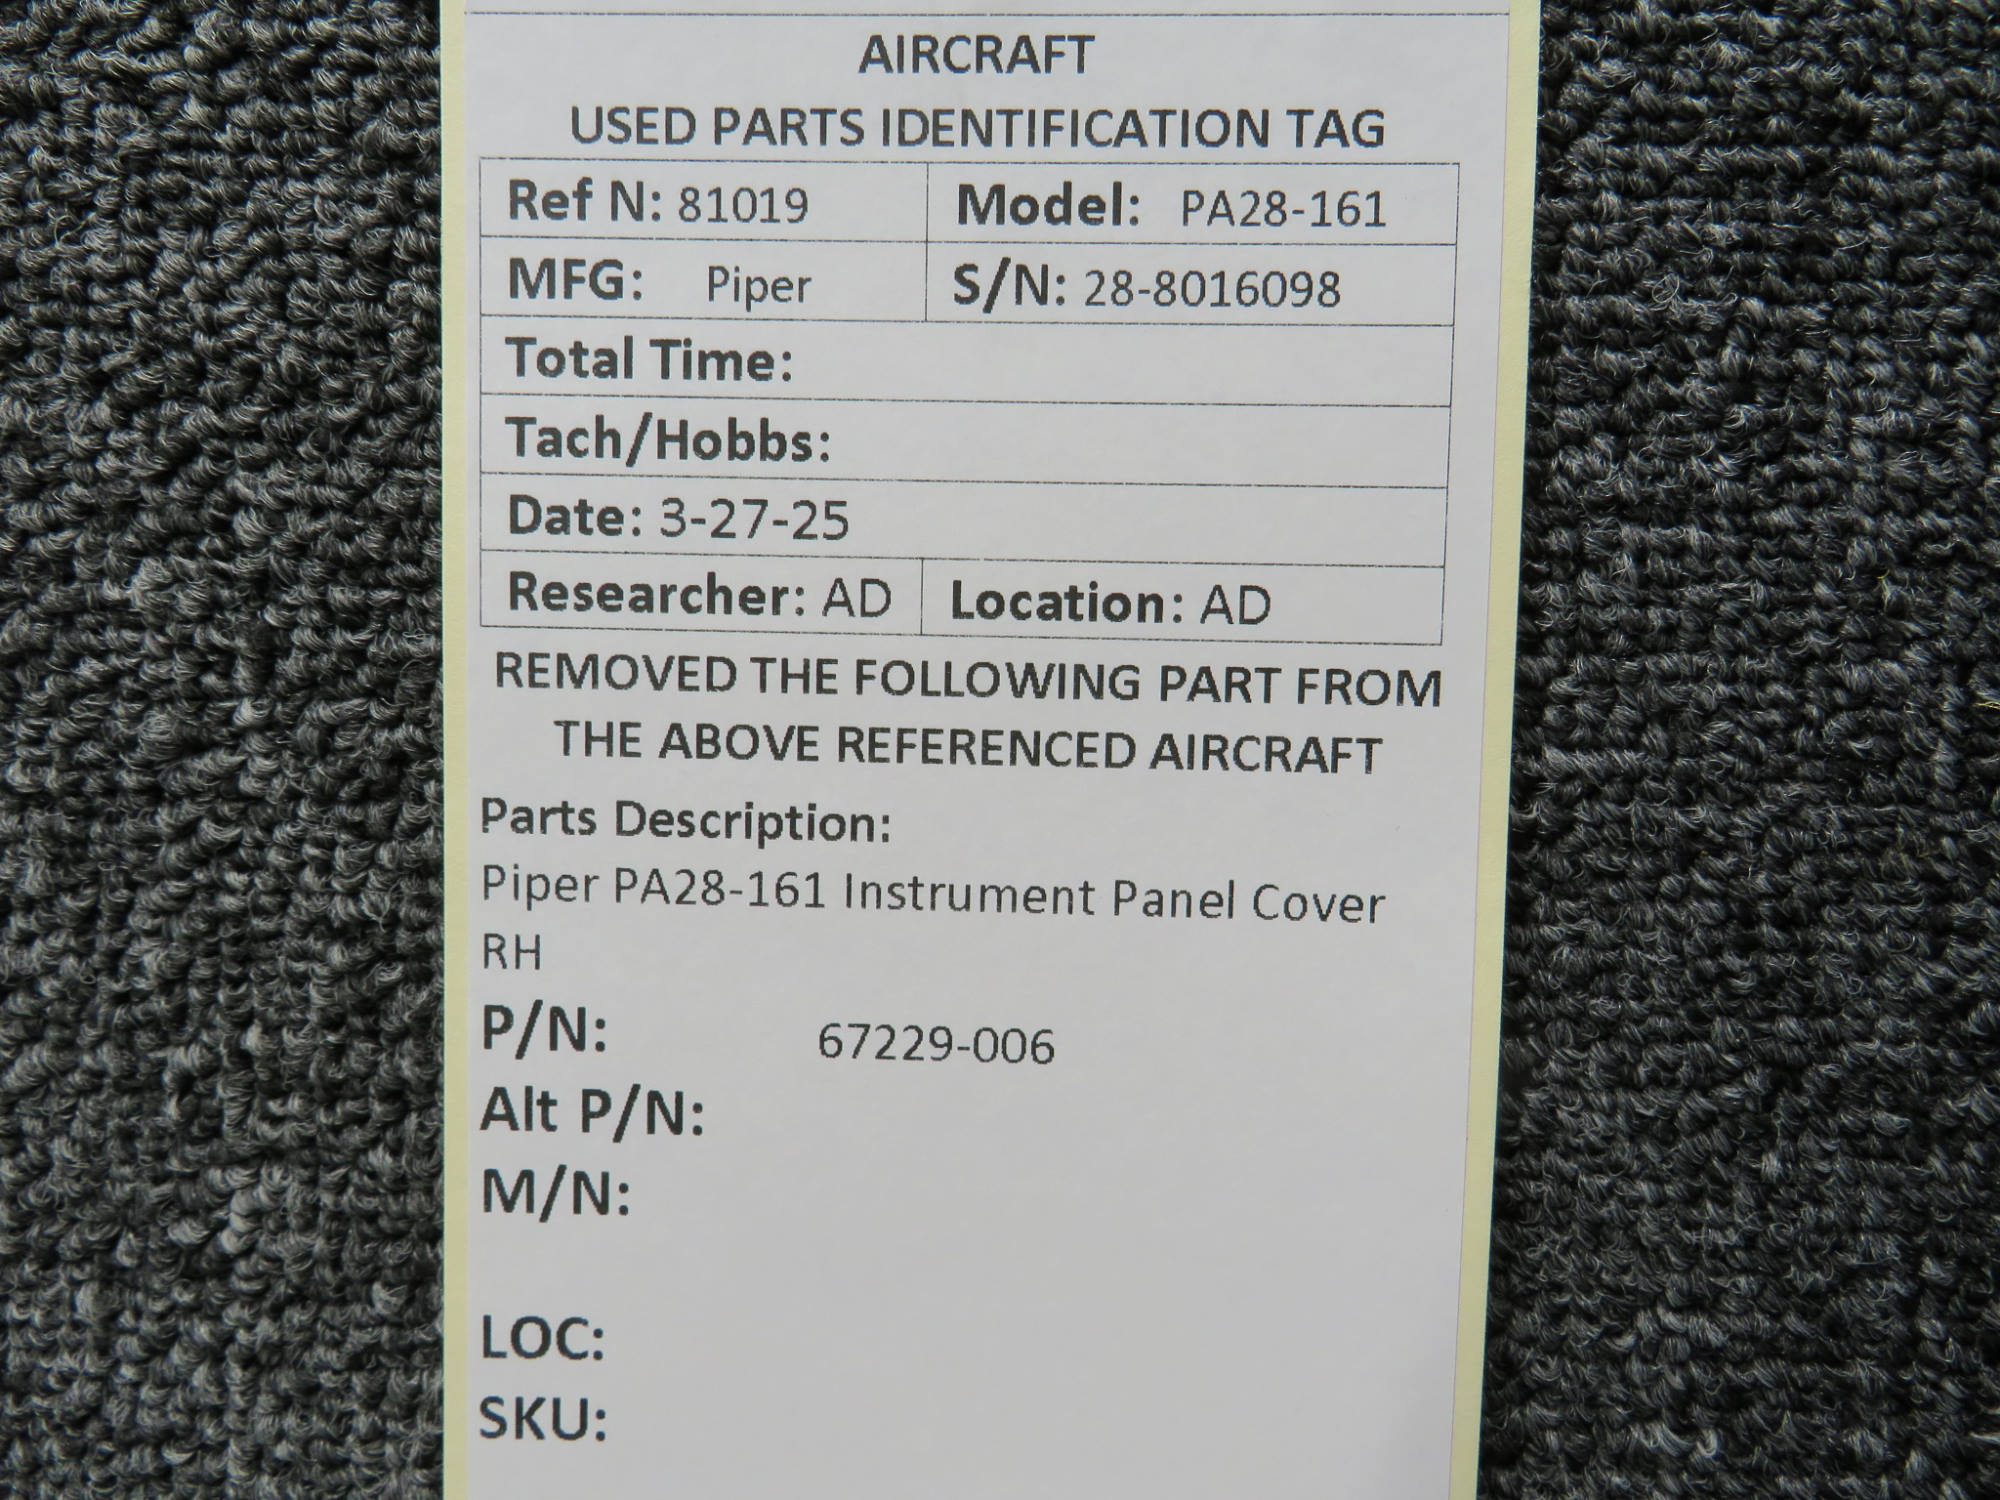 AIRCRAFT
USED PARTS IDENTIFICATION TAG
Ref N: 81019 Model: PA28-161
MFG: Piper S/N: 28-8016098
Total Time:
Tach/Hobbs:
Date: 3-27-25
Researcher: AD Location: AD
REMOVED THE FOLLOWING PART FROM
THE ABOVE REFERENCED AIRCRAFT
Parts Description:
Piper PA28-161 Instrument Panel Cover
RH
P/N: 67229-006
Alt P/N:
M/N:
LOC:
SKU: